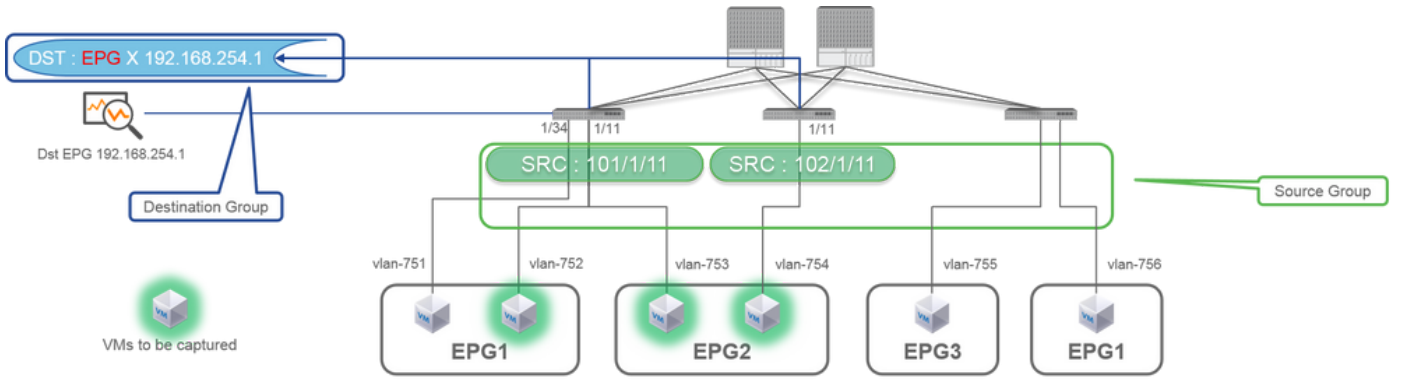 DST : EPG X 192.168.254.1
Dst EPG 192.168.254.1
Destination Group
1/34
1/11
1/11
SRC : 101/1/11
SRC : 102/1/11
Source Group
vlan-751
vlan-752
vlan-753
vlan-754
vlan-755
vlan-756
VM
VMs to be captured
VM
VM
EPG1
VM
VM
EPG2
VM
EPG3
VM
EPG1